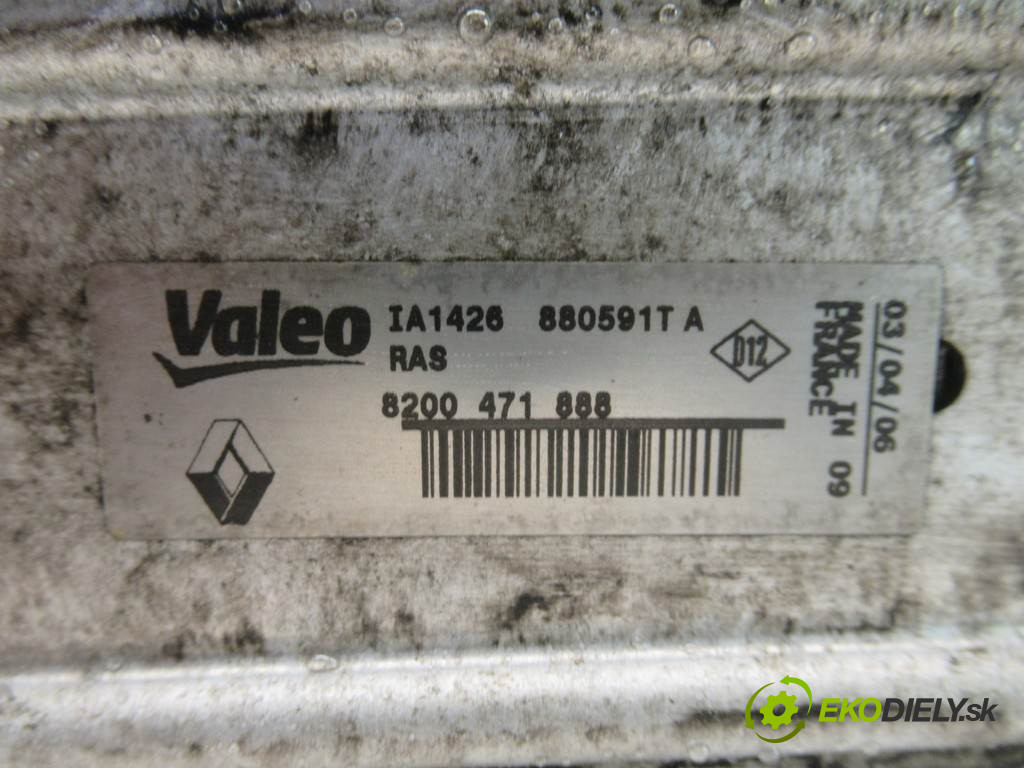 Valeo
IA1426 880591T A
RAS
8200 471 888
D12
MADE IN
FRANCE
09
03/04/06
EKODIELY.sk